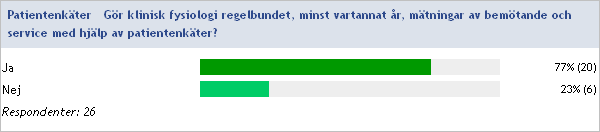 Patientenkäter Gör klinisk fysiologi regelbundet, minst vartannat år, mätningar av bemötande och
service med hjälp av patientenkäter?
Ja 77% (20)
Nej 23% (6)
Respondenter: 26